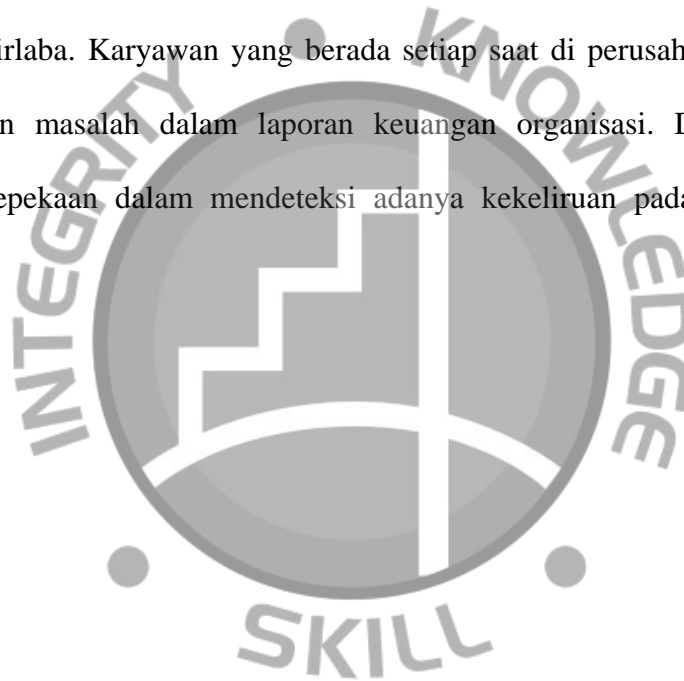 irlaba. Karyawan yang berada setiap saat di perusah
n masalah dalam laporan keuangan organisasi. D
epekaan dalam mendeteksi adanya kekeliruan pada
INTEGRITY
KNOWLEDGE
SKILL